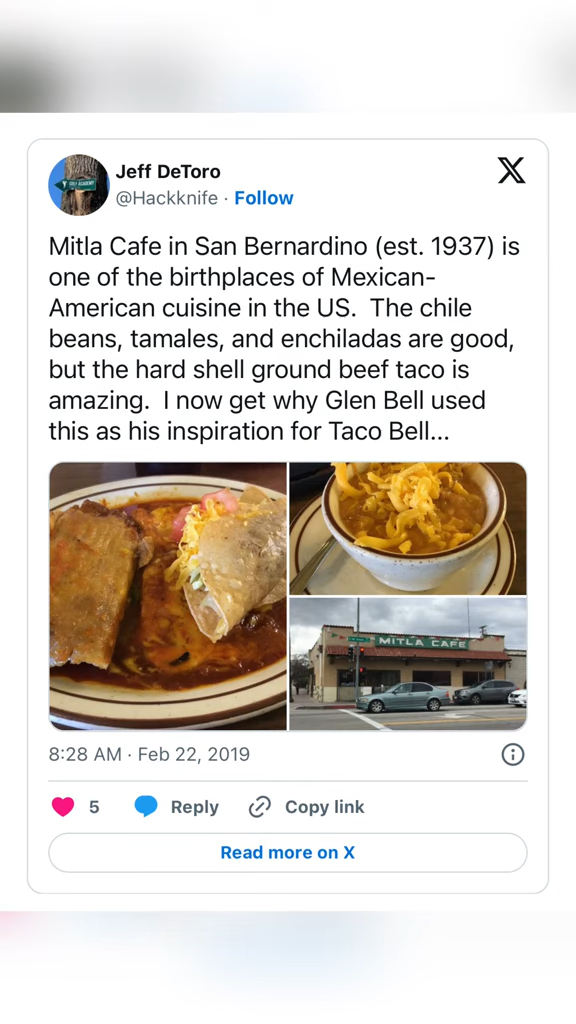 Jeff DeToro
@Hackknife · Follow
Mitla Cafe in San Bernardino (est. 1937) is
one of the birthplaces of Mexican-
American cuisine in the US.  The chile
beans, tamales, and enchiladas are good,
but the hard shell ground beef taco is
amazing.  I now get why Glen Bell used
this as his inspiration for Taco Bell...
MITLA CAFE
8:28 AM · Feb 22, 2019
5 Reply Copy link
Read more on X